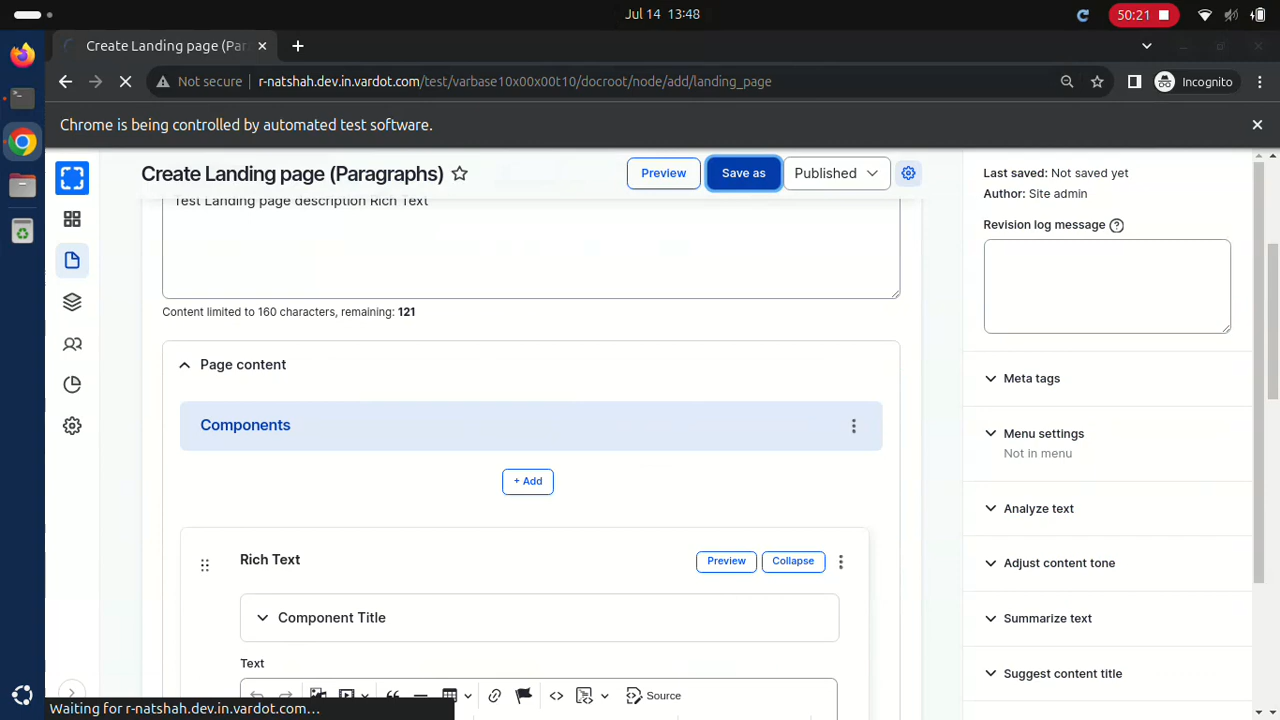 Jul 14 13:48
50:21
Create Landing page (Par
Not secure r-natshah.dev.in.vardot.com/test/varbase10x00x00t10/docroot/node/add/landing_page
Incognito
Chrome is being controlled by automated test software.
Create Landing page (Paragraphs)
Preview
Save as
Published
Last saved: Not saved yet
Author: Site admin
Revision log message
Test Landing page description Rich Text
Content limited to 160 characters, remaining: 121
Page content
Components
+ Add
Rich Text
Preview
Collapse
Component Title
Text
Source
Meta tags
Menu settings
Not in menu
Analyze text
Adjust content tone
Summarize text
Suggest content title
Waiting for r-natshah.dev.in.vardot.com...